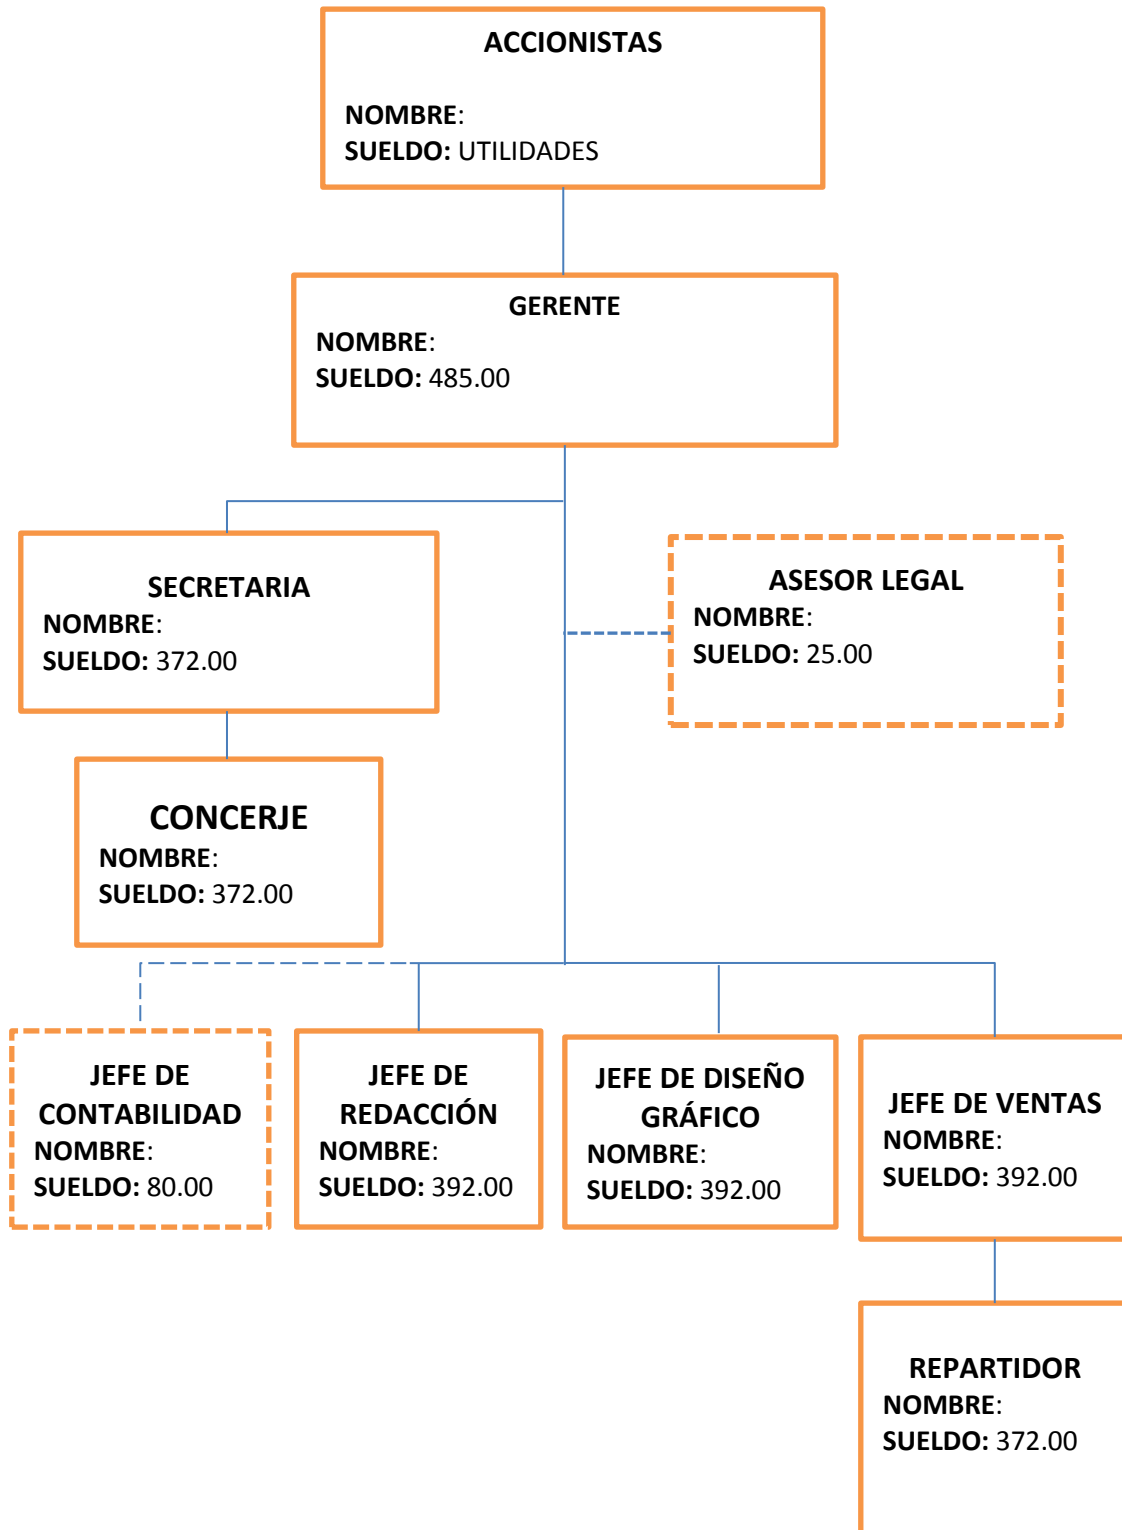 ACCIONISTAS
NOMBRE:
SUELDO: UTILIDADES
GERENTE
NOMBRE:
SUELDO: 485.00
SECRETARIA
NOMBRE:
SUELDO: 372.00
ASESOR LEGAL
NOMBRE:
SUELDO: 25.00
CONCERJE
NOMBRE:
SUELDO: 372.00
JEFE DE
CONTABILIDAD
NOMBRE:
SUELDO: 80.00
JEFE DE
REDACCIÓN
NOMBRE:
SUELDO: 392.00
JEFE DE DISEÑO
GRÁFICO
NOMBRE:
SUELDO: 392.00
JEFE DE VENTAS
NOMBRE:
SUELDO: 392.00
REPARTIDOR
NOMBRE:
SUELDO: 372.00